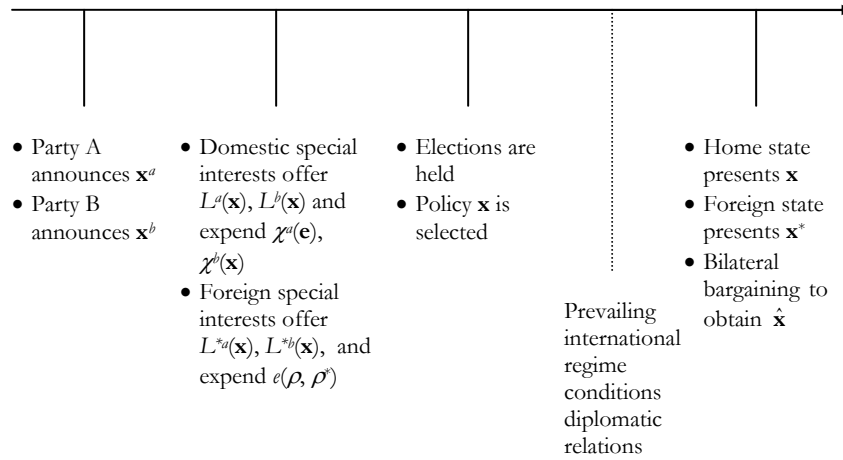 • Party A
announces x^a
• Party B
announces x^b
• Domestic special
interests offer
L^a(x), L^b(x) and
expend χ^a(e),
χ^b(x)
• Foreign special
interests offer
L^*a(x), L^*b(x), and
expend e(ρ, ρ^*)
• Elections are
held
• Policy x is
selected
Prevailing
international
regime
conditions
diplomatic
relations
• Home state
presents x
• Foreign state
presents x^*
• Bilateral
bargaining to
obtain x̂